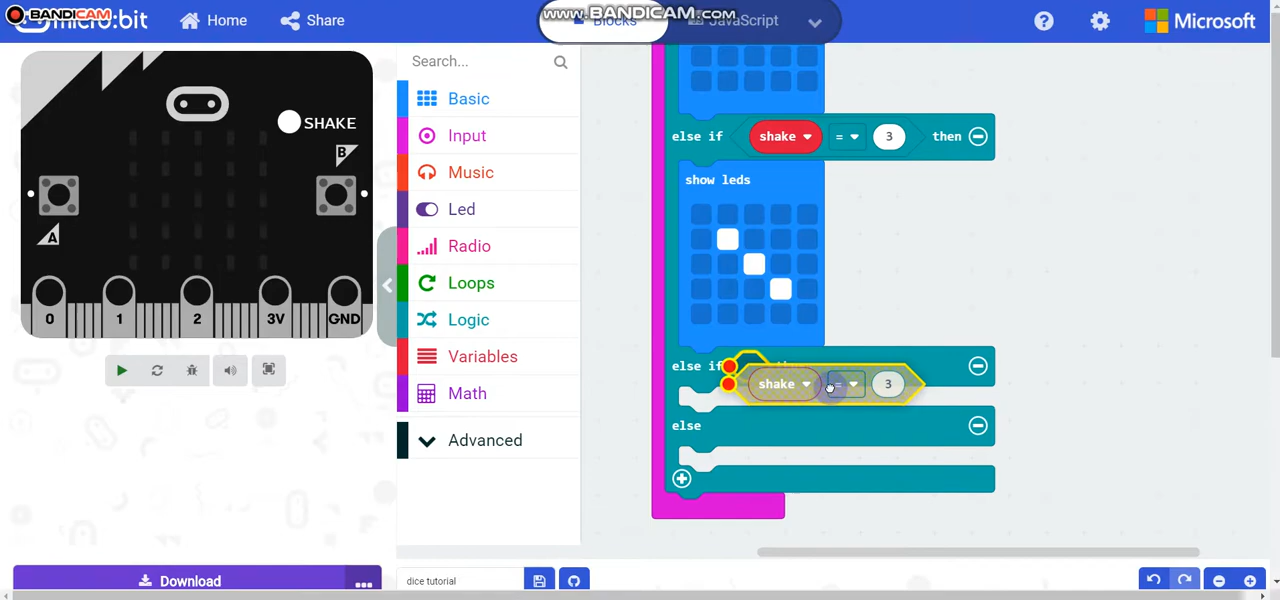 BANDICAM
www.BANDICAM.com
micro:bit
Home
Share
Blocks
JavaScript
Microsoft
SHAKE
B
A
0 1 2 3V GND
Download
Search...
Basic
Input
Music
Led
Radio
Loops
Logic
Variables
Math
Advanced
else if shake = 3 then
show leds
else if
shake = 3
else
dice tutorial